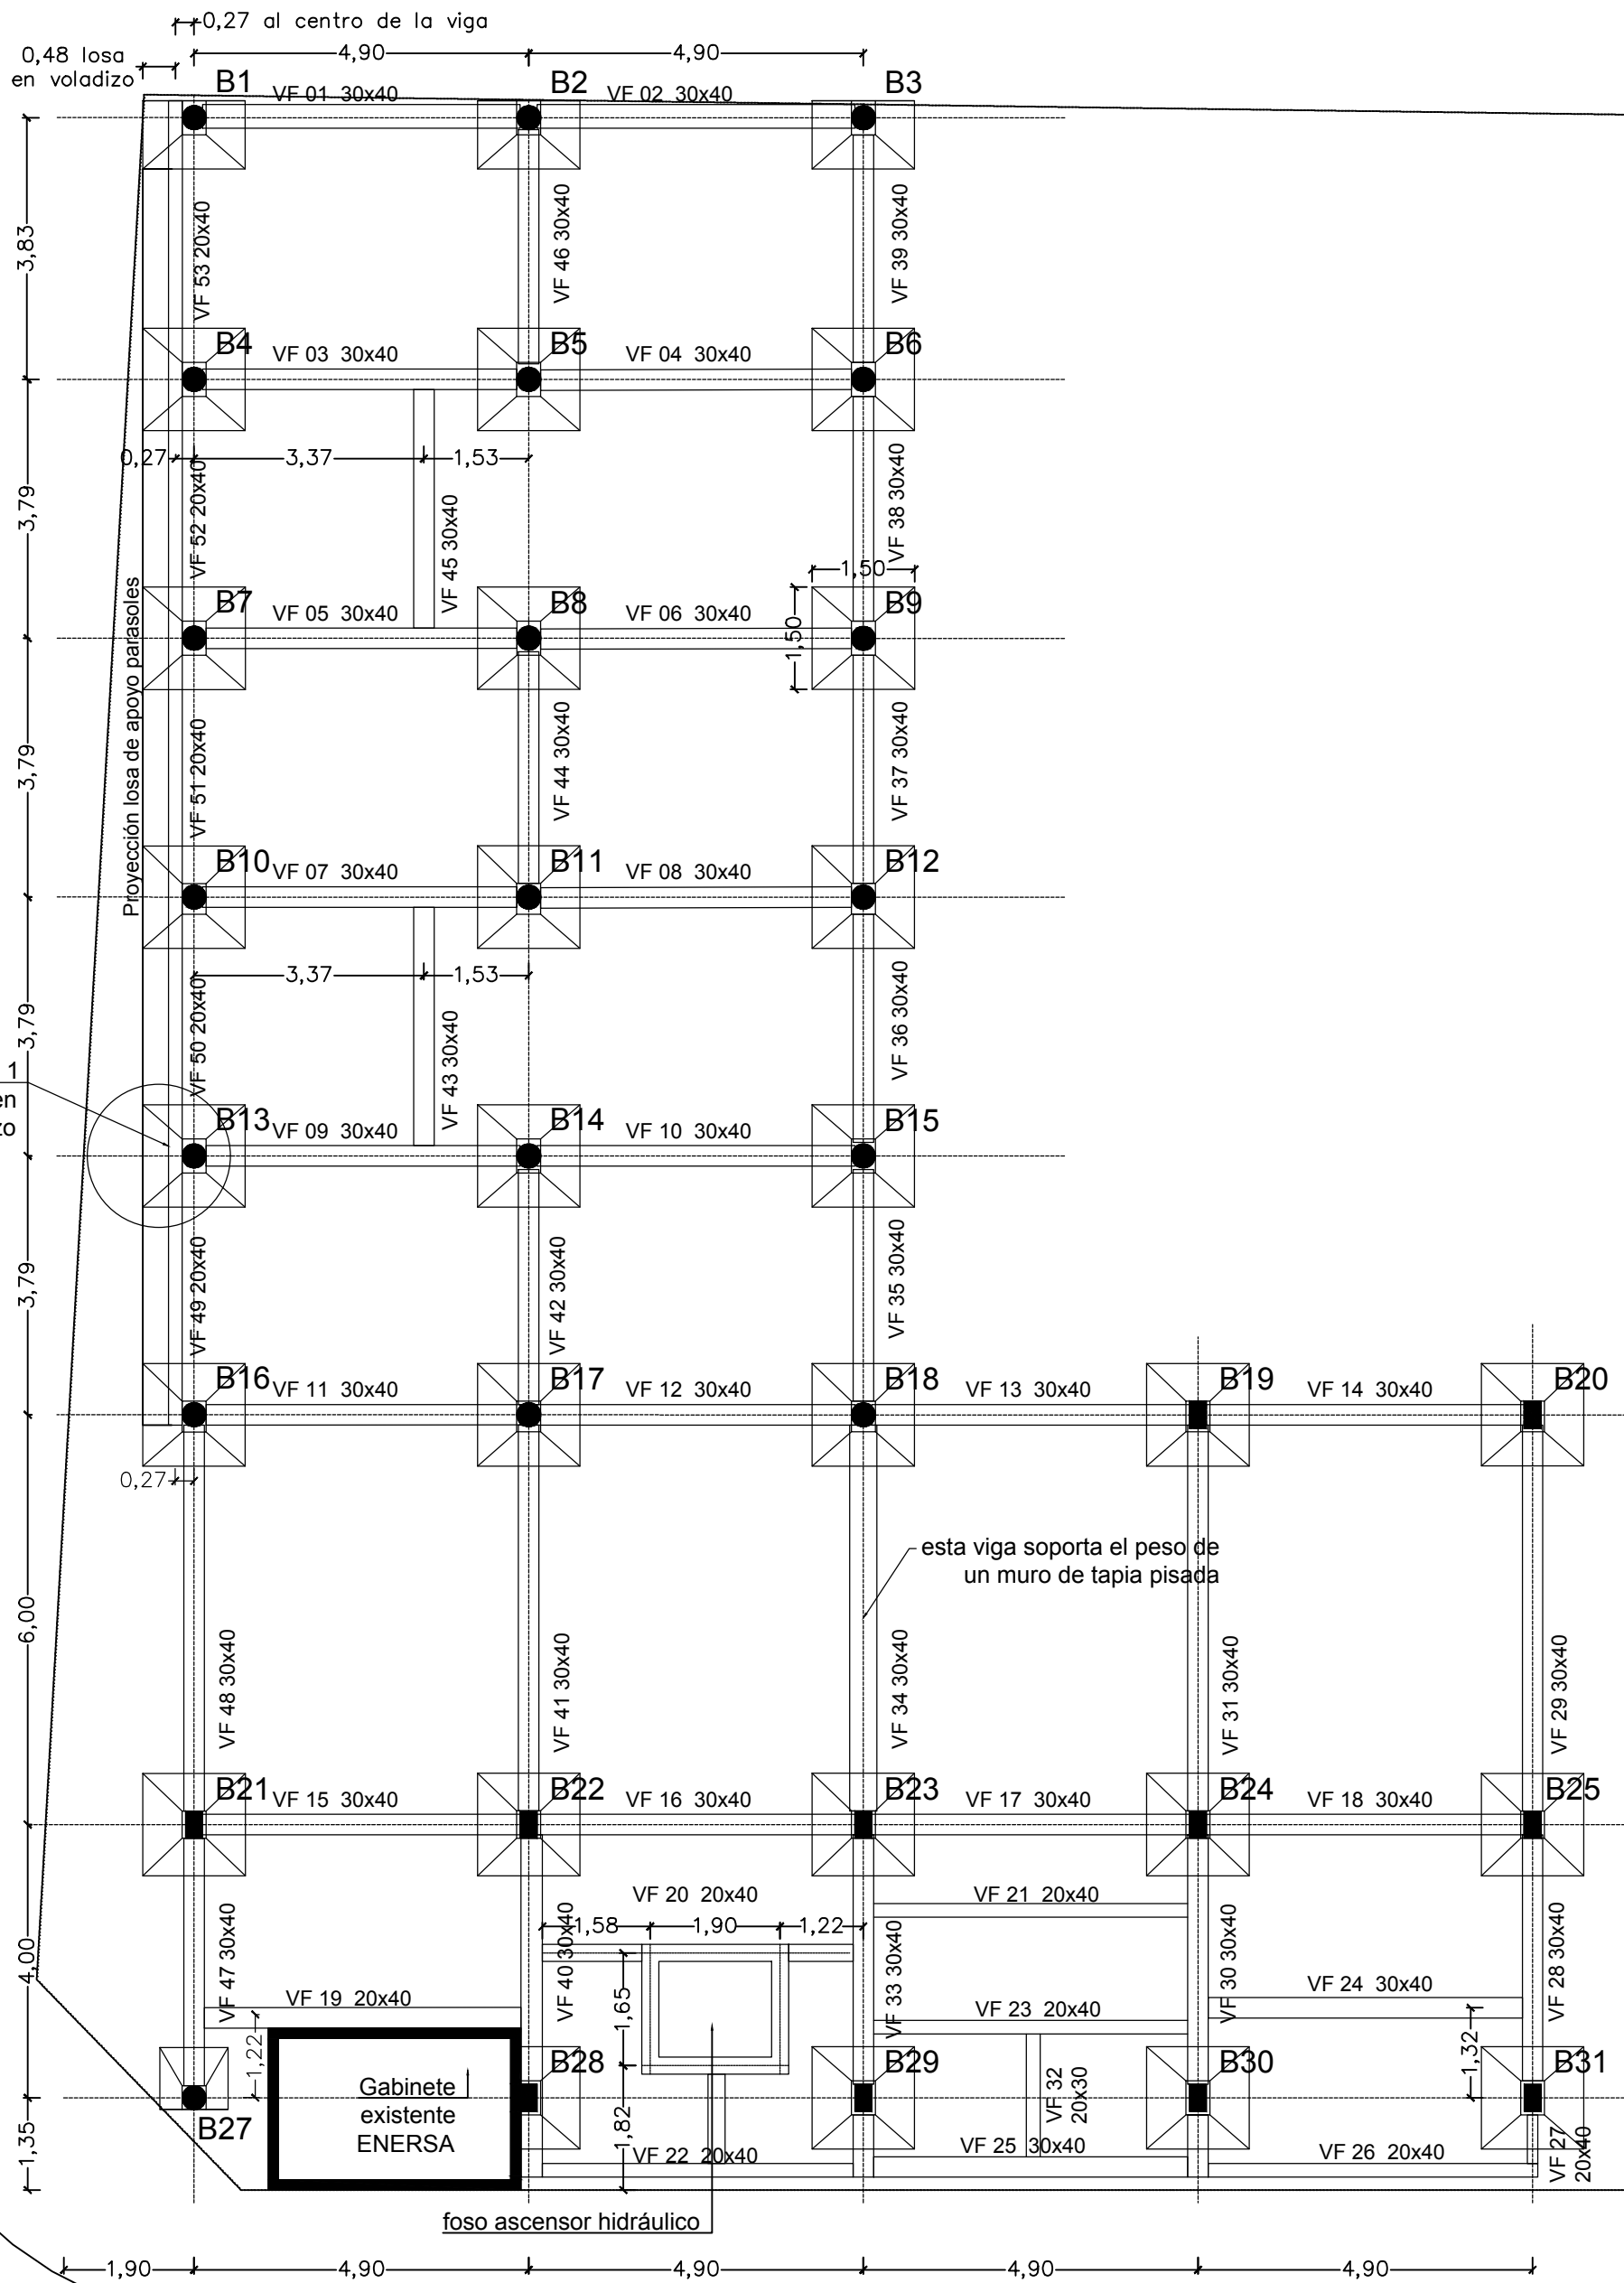 0,27 al centro de la viga
0,48 losa
en voladizo
4,90
4,90
B1
VF 01 30x40
B2
VF 02 30x40
B3
3,83
VF 53 20x40
VF 46 30x40
VF 39 30x40
B4
VF 03 30x40
B5
VF 04 30x40
B6
0,27
3,37
1,53
3,79
VF 52 20x40
VF 45 30x40
VF 38 30x40
1,50
1,50
B7
VF 05 30x40
B8
VF 06 30x40
B9
Proyección losa de apoyo parasoles
3,79
VF 51 20x40
VF 44 30x40
VF 37 30x40
B10
VF 07 30x40
B11
VF 08 30x40
B12
3,37
1,53
3,79
VF 50 20x40
VF 43 30x40
VF 36 30x40
1
en
zo
B13
VF 09 30x40
B14
VF 10 30x40
B15
3,79
VF 49 20x40
VF 42 30x40
VF 35 30x40
B16
VF 11 30x40
B17
VF 12 30x40
B18
VF 13 30x40
B19
VF 14 30x40
B20
0,27
esta viga soporta el peso de
un muro de tapia pisada
6,00
VF 48 30x40
VF 41 30x40
VF 34 30x40
VF 31 30x40
VF 29 30x40
B21
VF 15 30x40
B22
VF 16 30x40
B23
VF 17 30x40
B24
VF 18 30x40
B25
VF 20 20x40
VF 21 20x40
1,58
1,90
1,22
4,00
VF 47 30x40
VF 40 30x40
VF 33 30x40
VF 30 30x40
VF 28 30x40
VF 19 20x40
1,65
VF 23 20x40
VF 24 30x40
1,22
1,32
B28
B29
B30
B31
Gabinete
existente
ENERSA
VF 32
20x30
B27
1,35
1,82
VF 22 20x40
VF 25 30x40
VF 26 20x40
VF 27
20x40
foso ascensor hidráulico
1,90
4,90
4,90
4,90
4,90